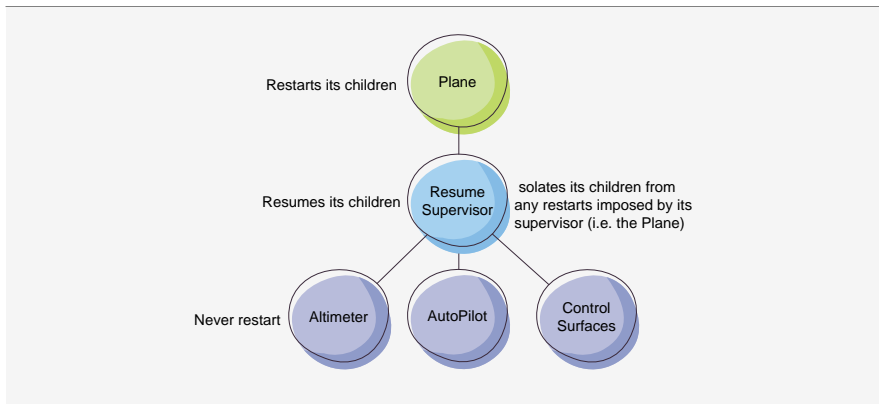 Restarts its children
Plane
Resumes its children
Resume
Supervisor
solates its children from
any restarts imposed by its
supervisor (i.e. the Plane)
Never restart
Altimeter
AutoPilot
Control
Surfaces